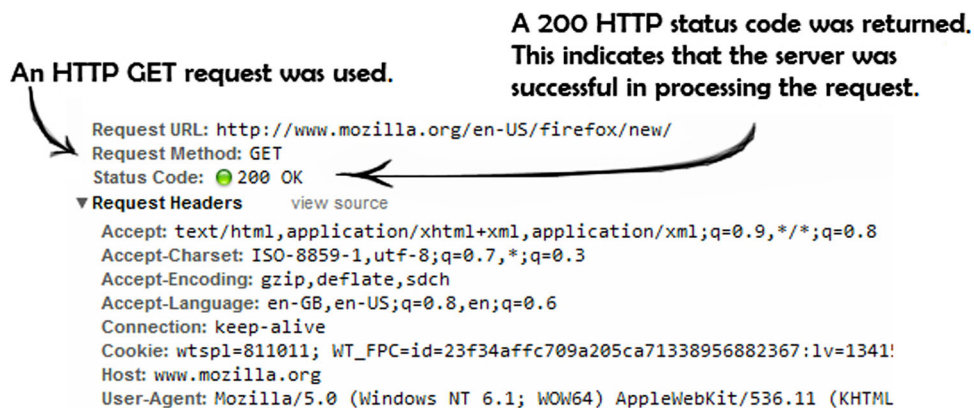 A 200 HTTP status code was returned.
This indicates that the server was
successful in processing the request.
An HTTP GET request was used.
Request URL: http://www.mozilla.org/en-US/firefox/new/
Request Method: GET
Status Code: 200 OK
Request Headers view source
Accept: text/html,application/xhtml+xml,application/xml;q=0.9,*/*;q=0.8
Accept-Charset: ISO-8859-1,utf-8;q=0.7,*;q=0.3
Accept-Encoding: gzip,deflate,sdch
Accept-Language: en-GB,en-US;q=0.8,en;q=0.6
Connection: keep-alive
Cookie: wtspl=811011; WT_FPC=id=23f34affc709a205ca71338956882367:lv=1341
Host: www.mozilla.org
User-Agent: Mozilla/5.0 (Windows NT 6.1; WOW64) AppleWebKit/536.11 (KHTML